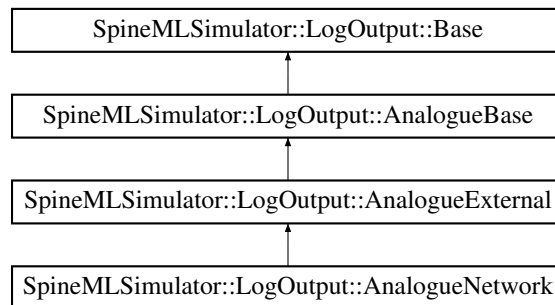 SpineMLSimulator::LogOutput::Base
SpineMLSimulator::LogOutput::AnalogueBase
SpineMLSimulator::LogOutput::AnalogueExternal
SpineMLSimulator::LogOutput::AnalogueNetwork